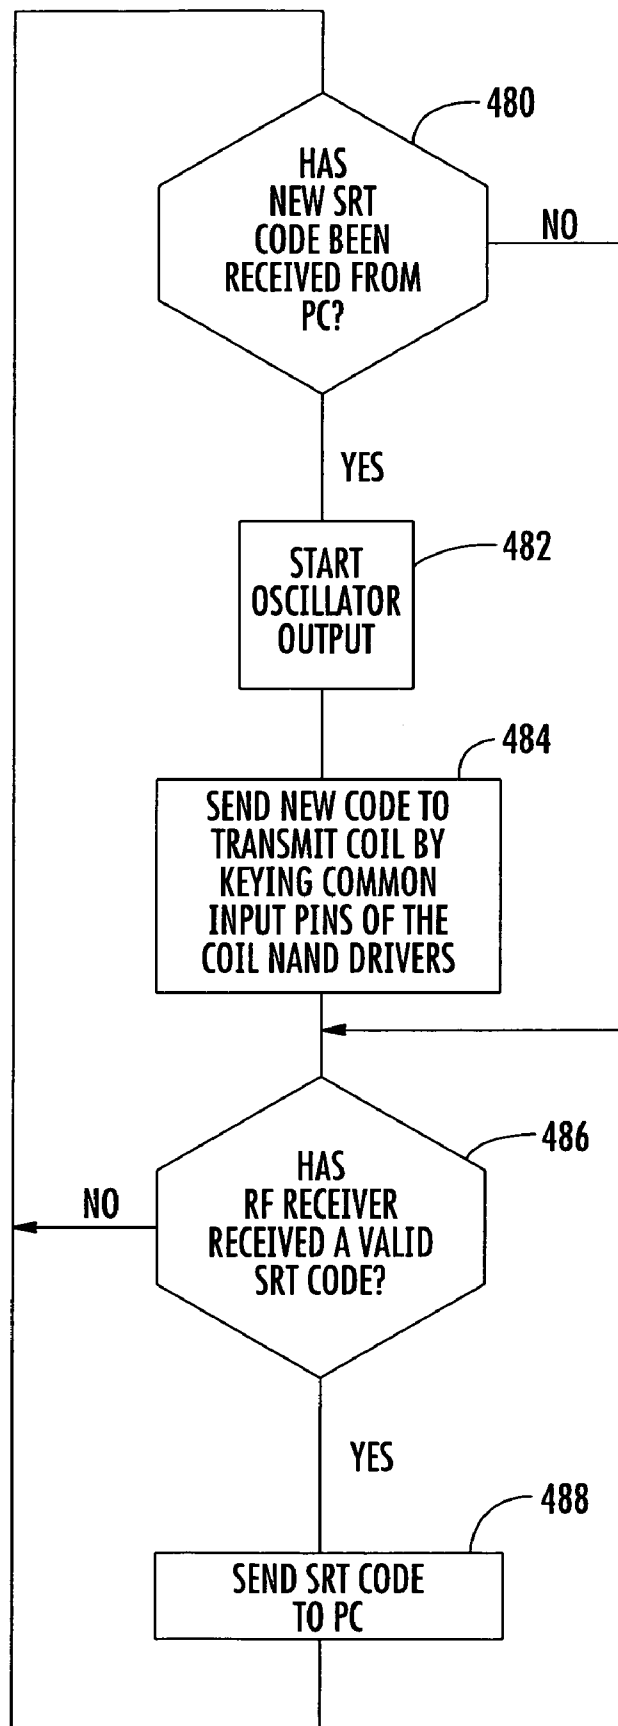 480
HAS
NEW SRT
CODE BEEN
RECEIVED FROM
PC?
NO
YES
482
START
OSCILLATOR
OUTPUT
484
SEND NEW CODE TO
TRANSMIT COIL BY
KEYING COMMON
INPUT PINS OF THE
COIL NAND DRIVERS
486
HAS
RF RECEIVER
RECEIVED A VALID
SRT CODE?
NO
YES
488
SEND SRT CODE
TO PC